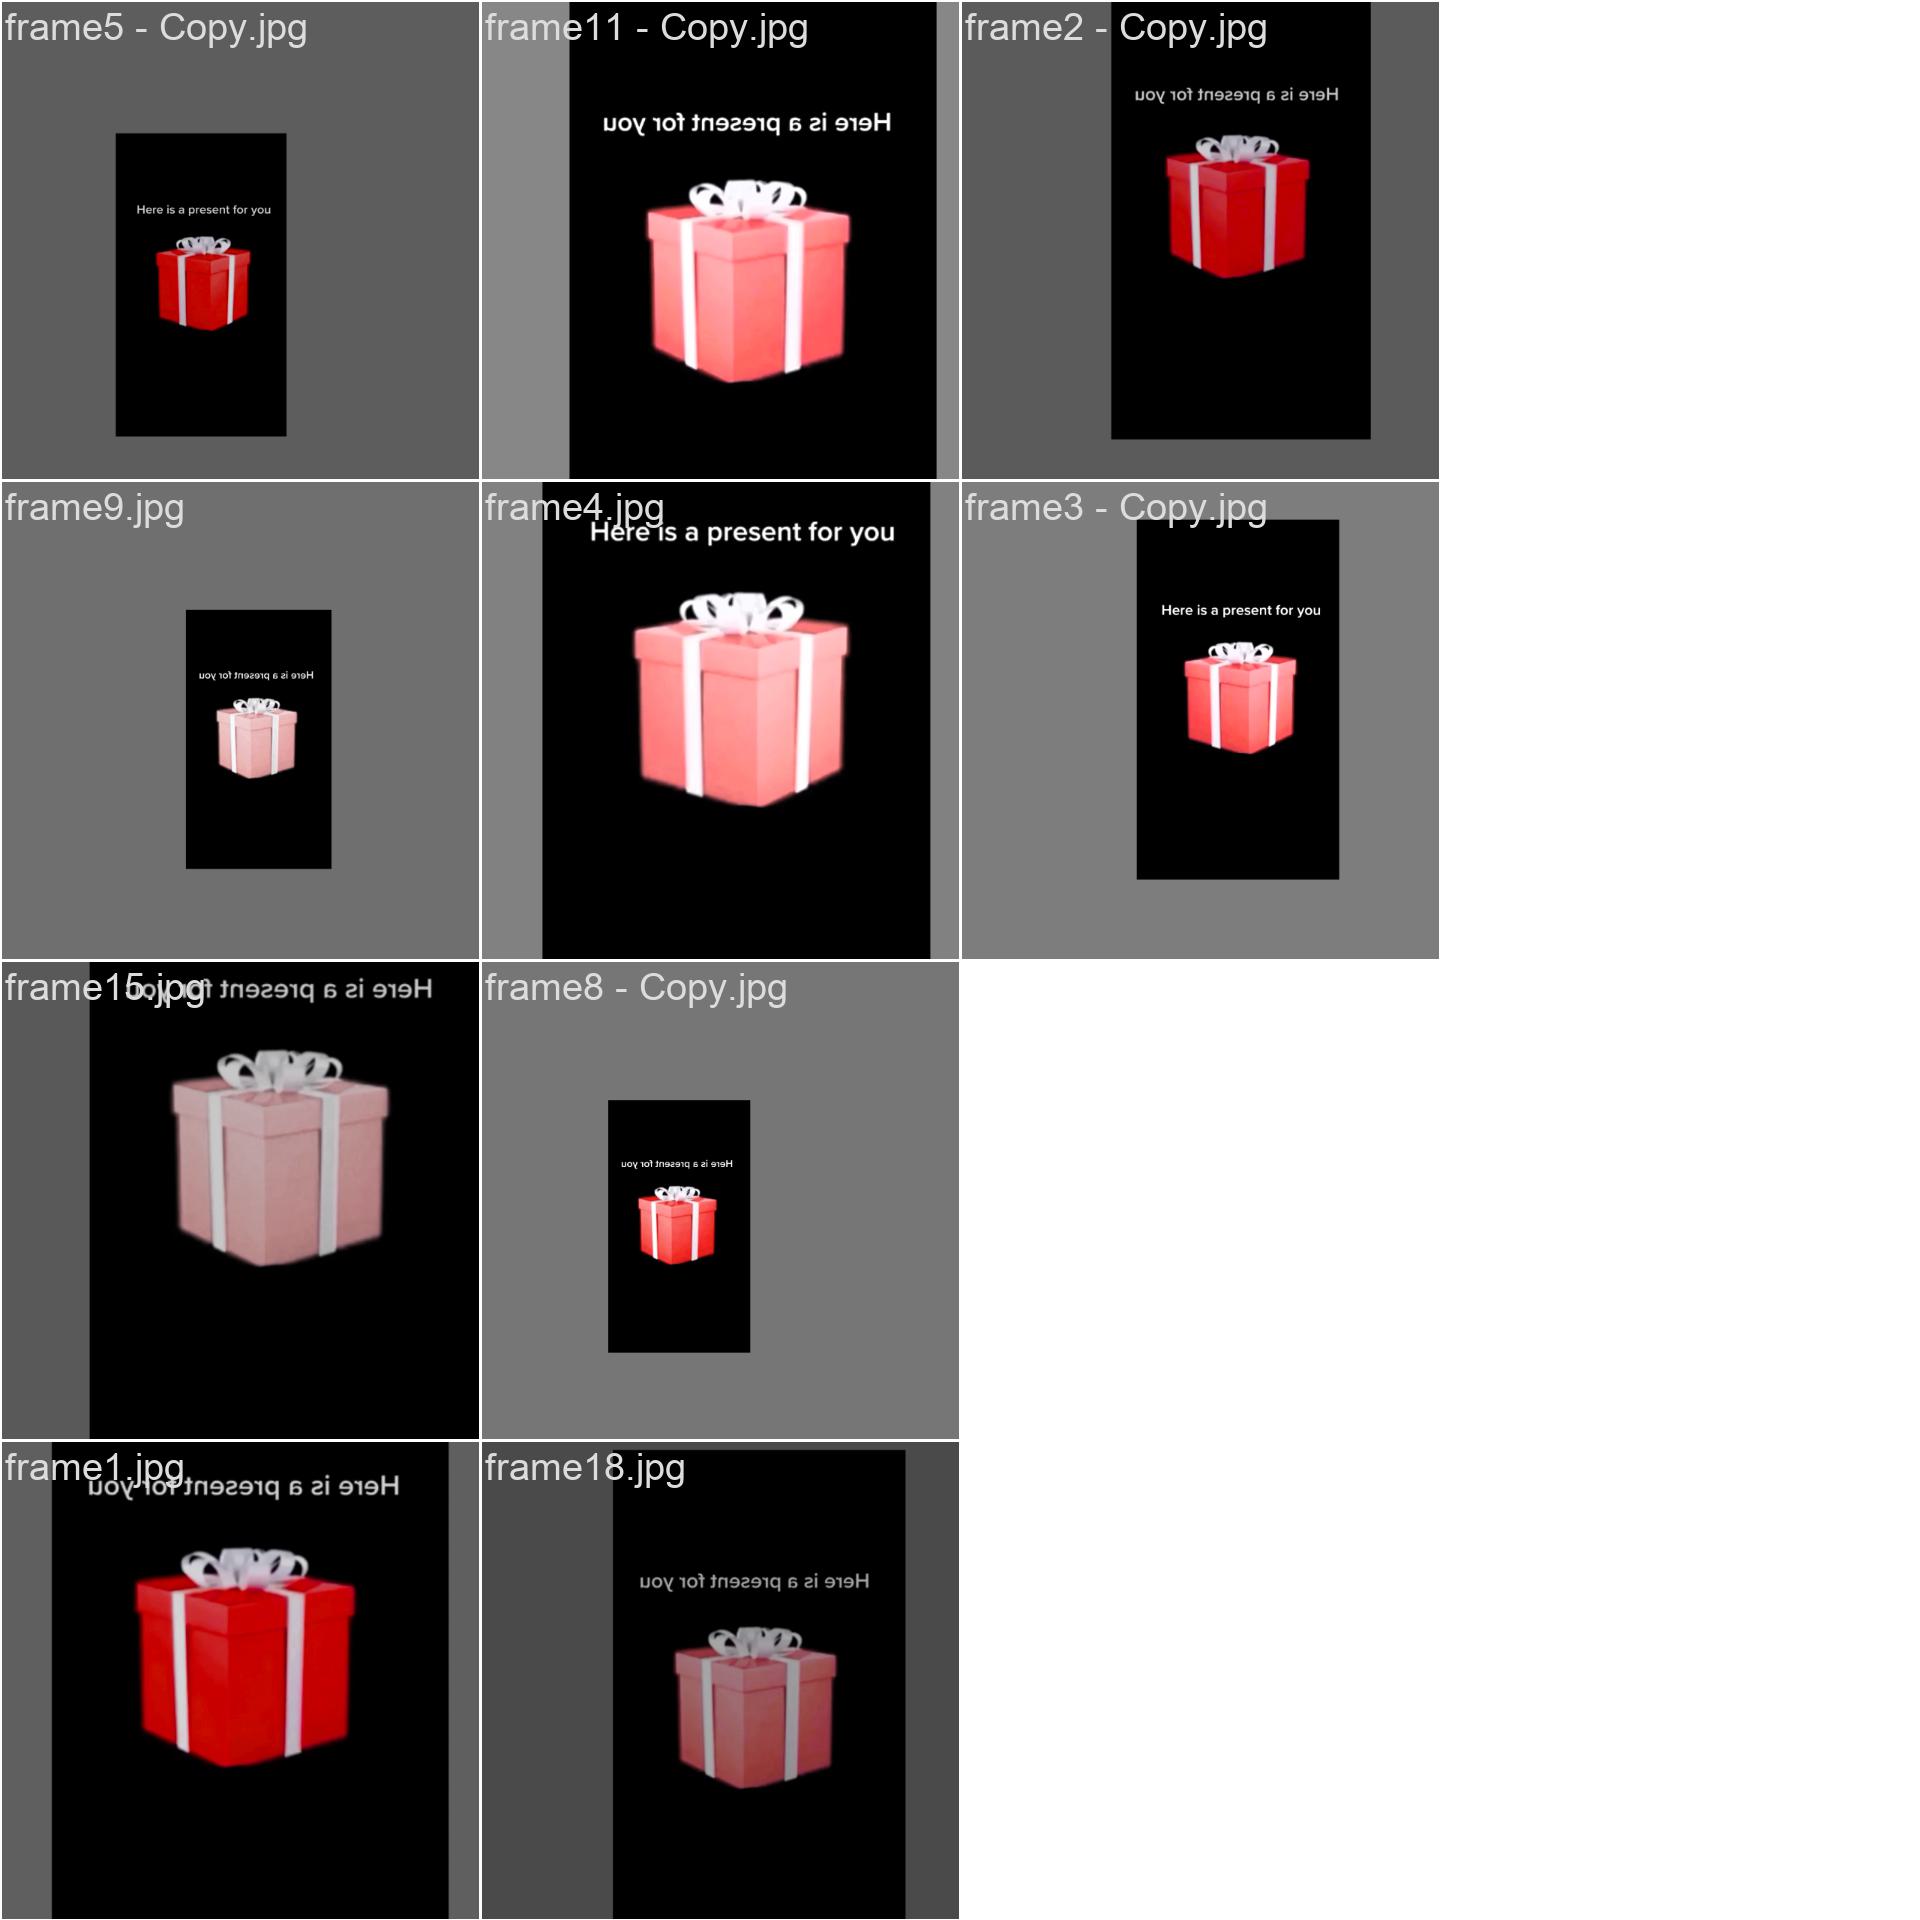 frame5 - Copy.jpg
frame11 - Copy.jpg
frame2 - Copy.jpg
Here is a present for you
Here is a present for you
Here is a present for you
frame9.jpg
frame4.jpg
frame3 - Copy.jpg
Here is a present for you
Here is a present for you
Here is a present for you
frame15.jpg
frame8 - Copy.jpg
Here is a present for you
Here is a present for you
frame1.jpg
frame18.jpg
Here is a present for you
Here is a present for you